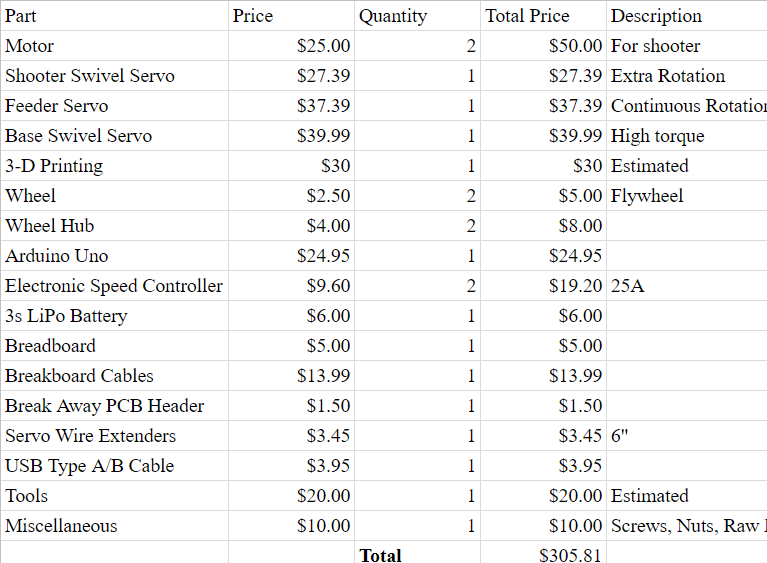 Part Price Quantity Total Price Description
Motor $25.00 2 $50.00 For shooter
Shooter Swivel Servo $27.39 1 $27.39 Extra Rotation
Feeder Servo $37.39 1 $37.39 Continuous Rotation
Base Swivel Servo $39.99 1 $39.99 High torque
3-D Printing $30 1 $30 Estimated
Wheel $2.50 2 $5.00 Flywheel
Wheel Hub $4.00 2 $8.00
Arduino Uno $24.95 1 $24.95
Electronic Speed Controller $9.60 2 $19.20 25A
3s LiPo Battery $6.00 1 $6.00
Breadboard $5.00 1 $5.00
Breakboard Cables $13.99 1 $13.99
Break Away PCB Header $1.50 1 $1.50
Servo Wire Extenders $3.45 1 $3.45 6"
USB Type A/B Cable $3.95 1 $3.95
Tools $20.00 1 $20.00 Estimated
Miscellaneous $10.00 1 $10.00 Screws, Nuts, Raw
Total $305.81